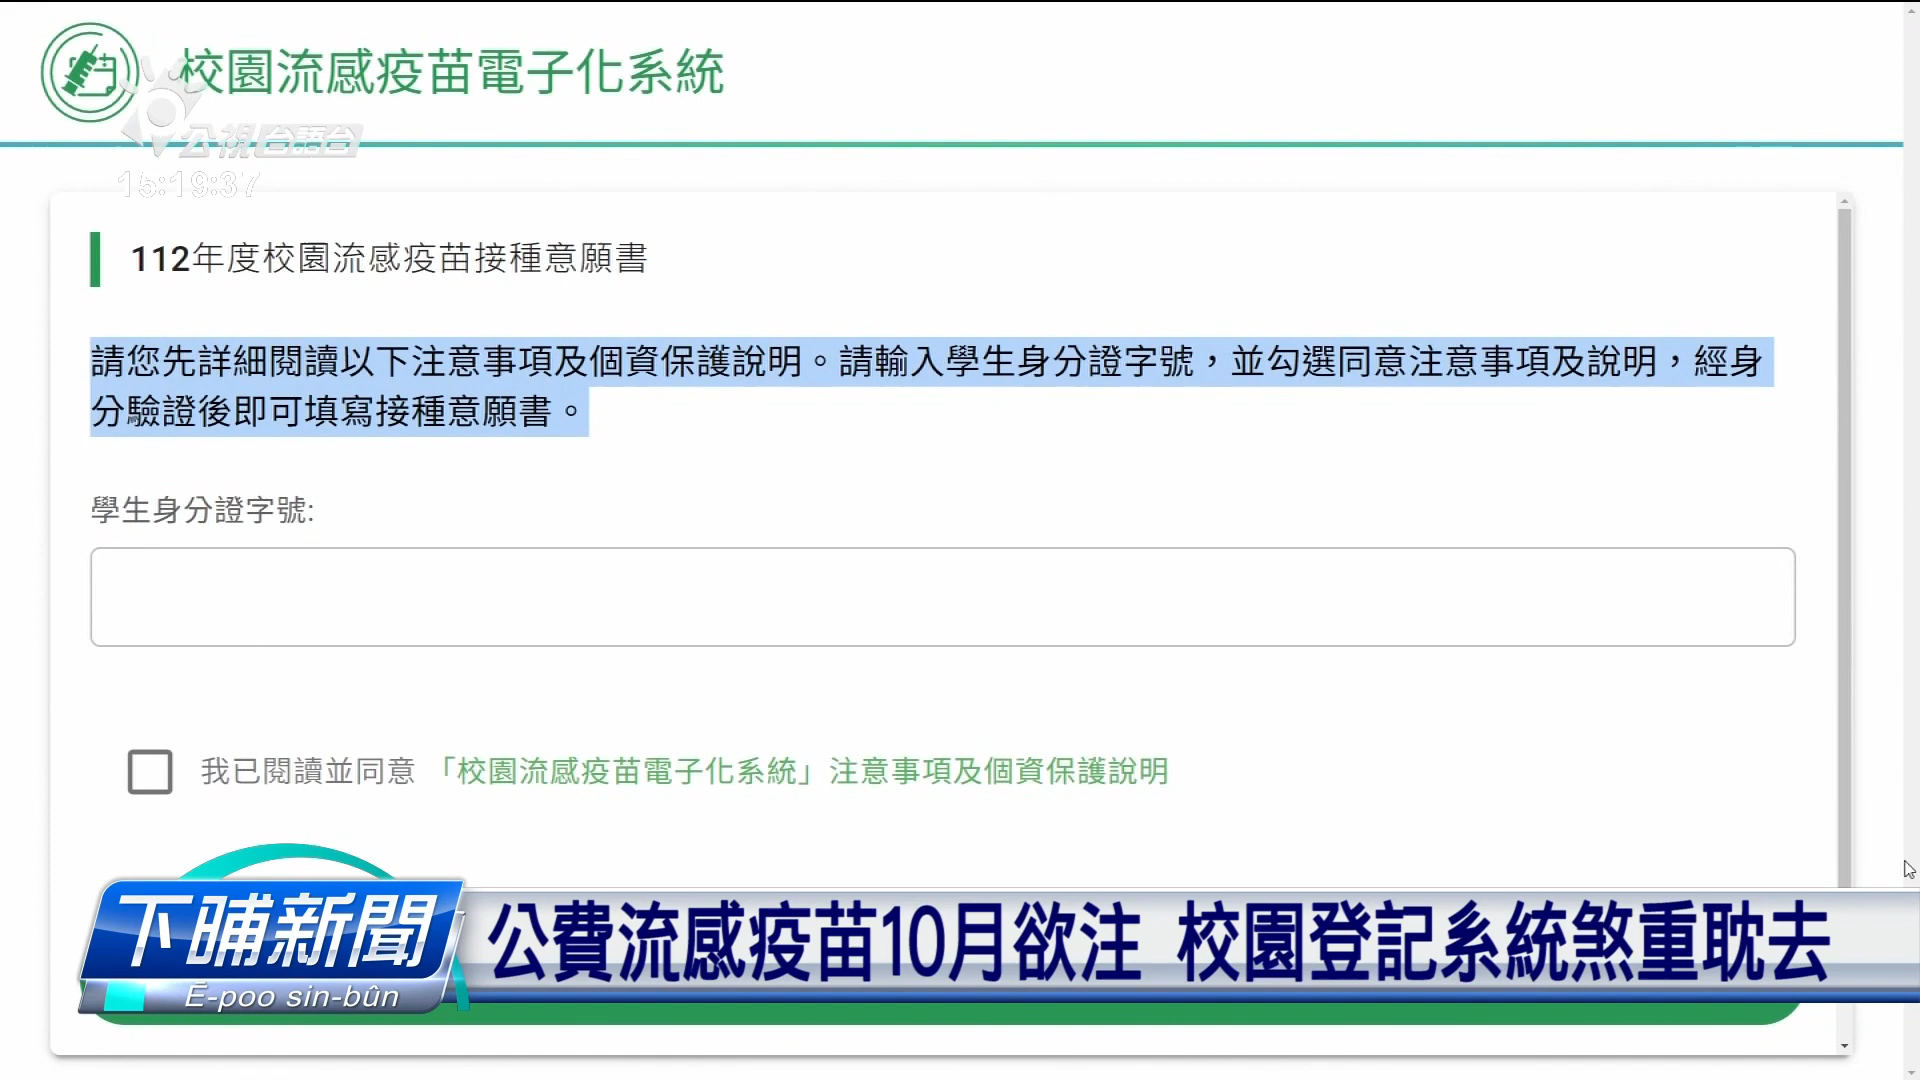 校園流感疫苗電子化系統
公視台語台
15:19:37
112年度校園流感疫苗接種意願書
請您先詳細閱讀以下注意事項及個資保護說明。請輸入學生身分證字號，並勾選同意注意事項及說明，經身
分驗證後即可填寫接種意願書。
學生身分證字號:
我已閱讀並同意 「校園流感疫苗電子化系統」注意事項及個資保護說明
下晡新聞
Ē-poo sin-bûn
公費流感疫苗10月欲注 校園登記系統煞重耽去